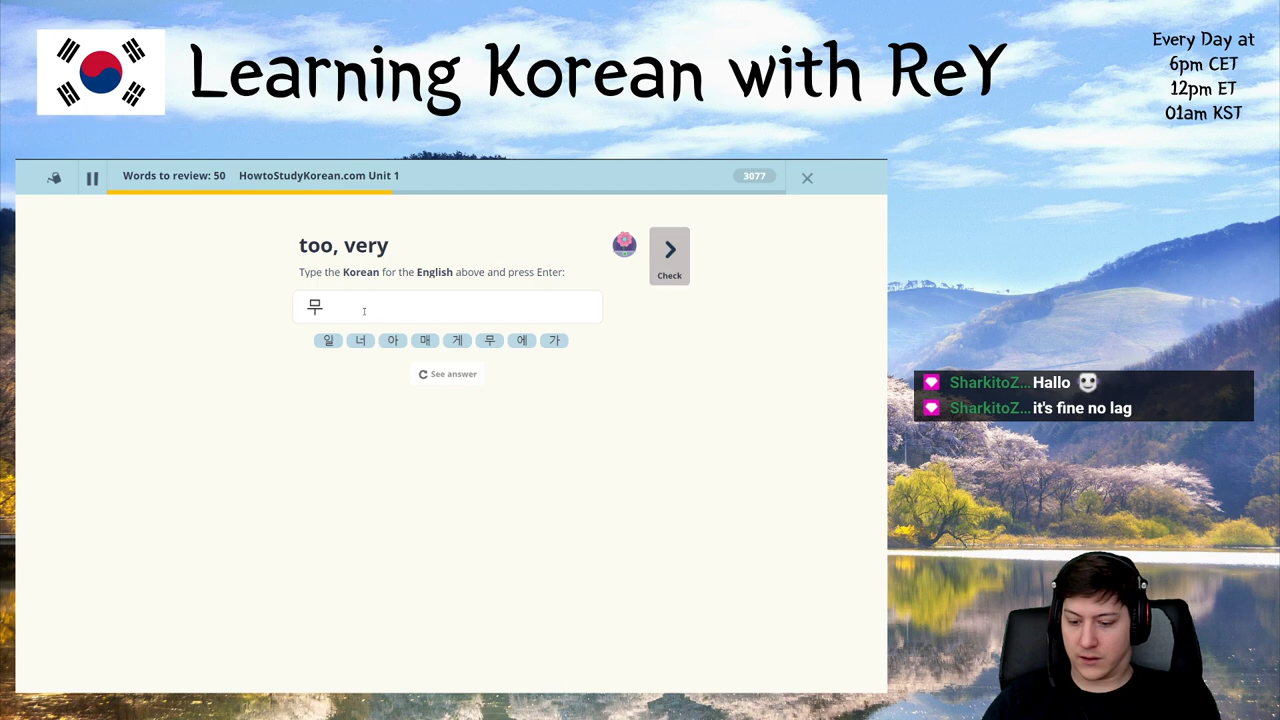 Learning Korean with ReY
Every Day at
6pm CET
12pm ET
01am KST
Words to review: 50 HowtoStudyKorean.com Unit 1
3077
too, very
Check
Type the Korean for the English above and press Enter:
무
일 너 아 매 게 무 에 가
See answer
SharkitoZ... Hallo
SharkitoZ... it's fine no lag